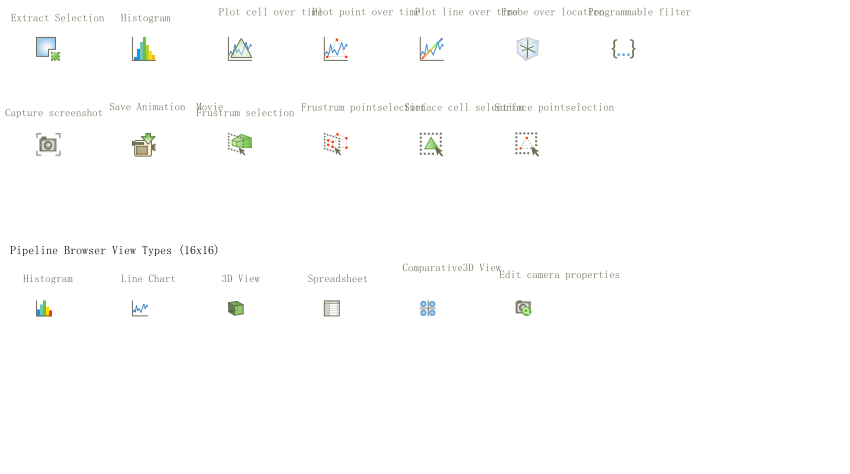 Extract Selection
Histogram
Plot cell over time
Plot point over time
Plot line over time
Probe over location
Programmable filter
Capture screenshot
Save Animation
Movie
Frustrum selection
Frustrum pointselection
Surface cell selection
Surface pointselection
Pipeline Browser View Types (16x16)
Histogram
Line Chart
3D View
Spreadsheet
Comparative3D View
Edit camera properties